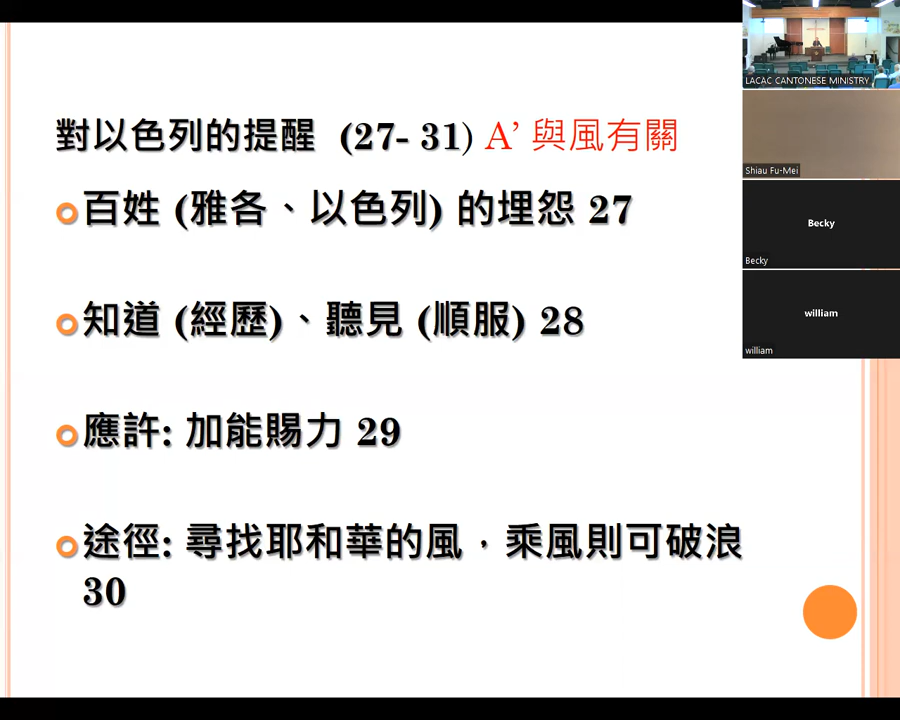 對以色列的提醒 (27- 31) A’ 與風有關
百姓 (雅各、以色列) 的埋怨 27
知道 (經歷)、聽見 (順服) 28
應許: 加能賜力 29
途徑: 尋找耶和華的風，乘風則可破浪
30
LACAC CANTONESE MINISTRY
Shiau Fu-Mei
Becky
Becky
william
william